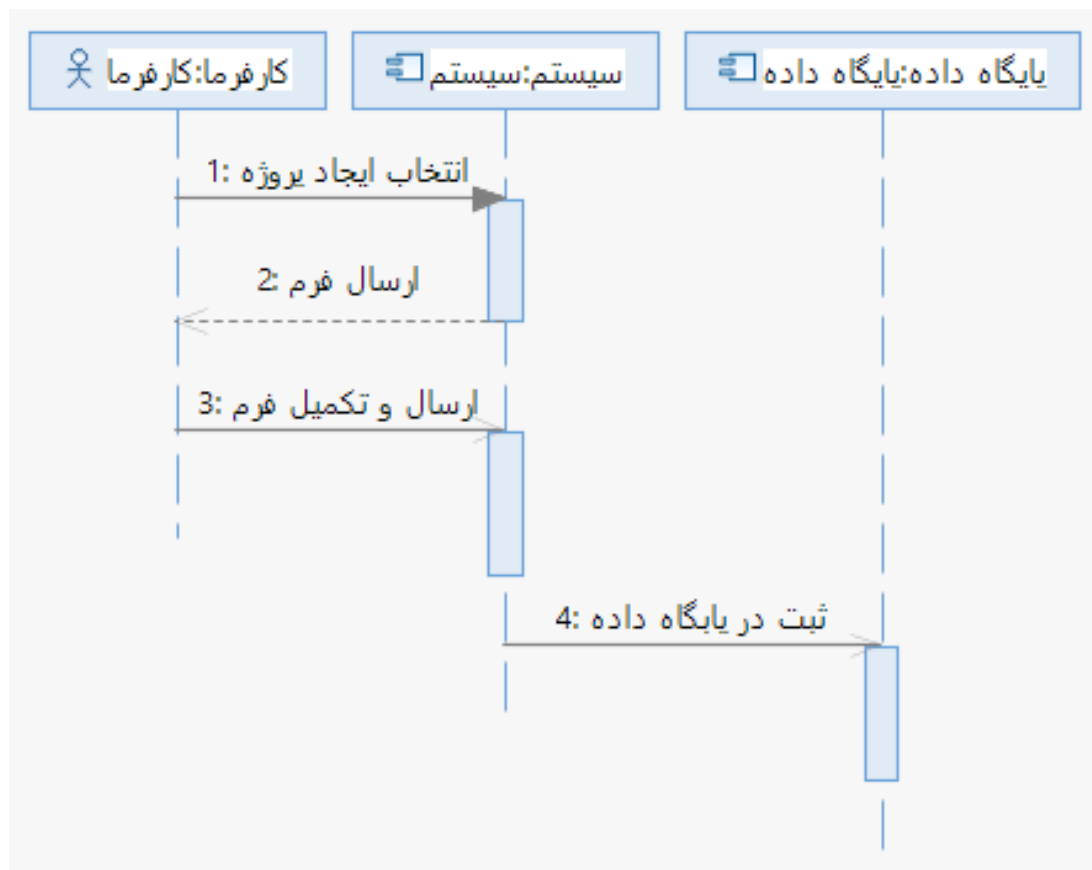 کارفرما:کارفرما
سیستم:سیستم
پایگاه داده:پایگاه داده
1: انتخاب ایجاد پروژه
2: ارسال فرم
3: ارسال و تکمیل فرم
4: ثبت در پایگاه داده